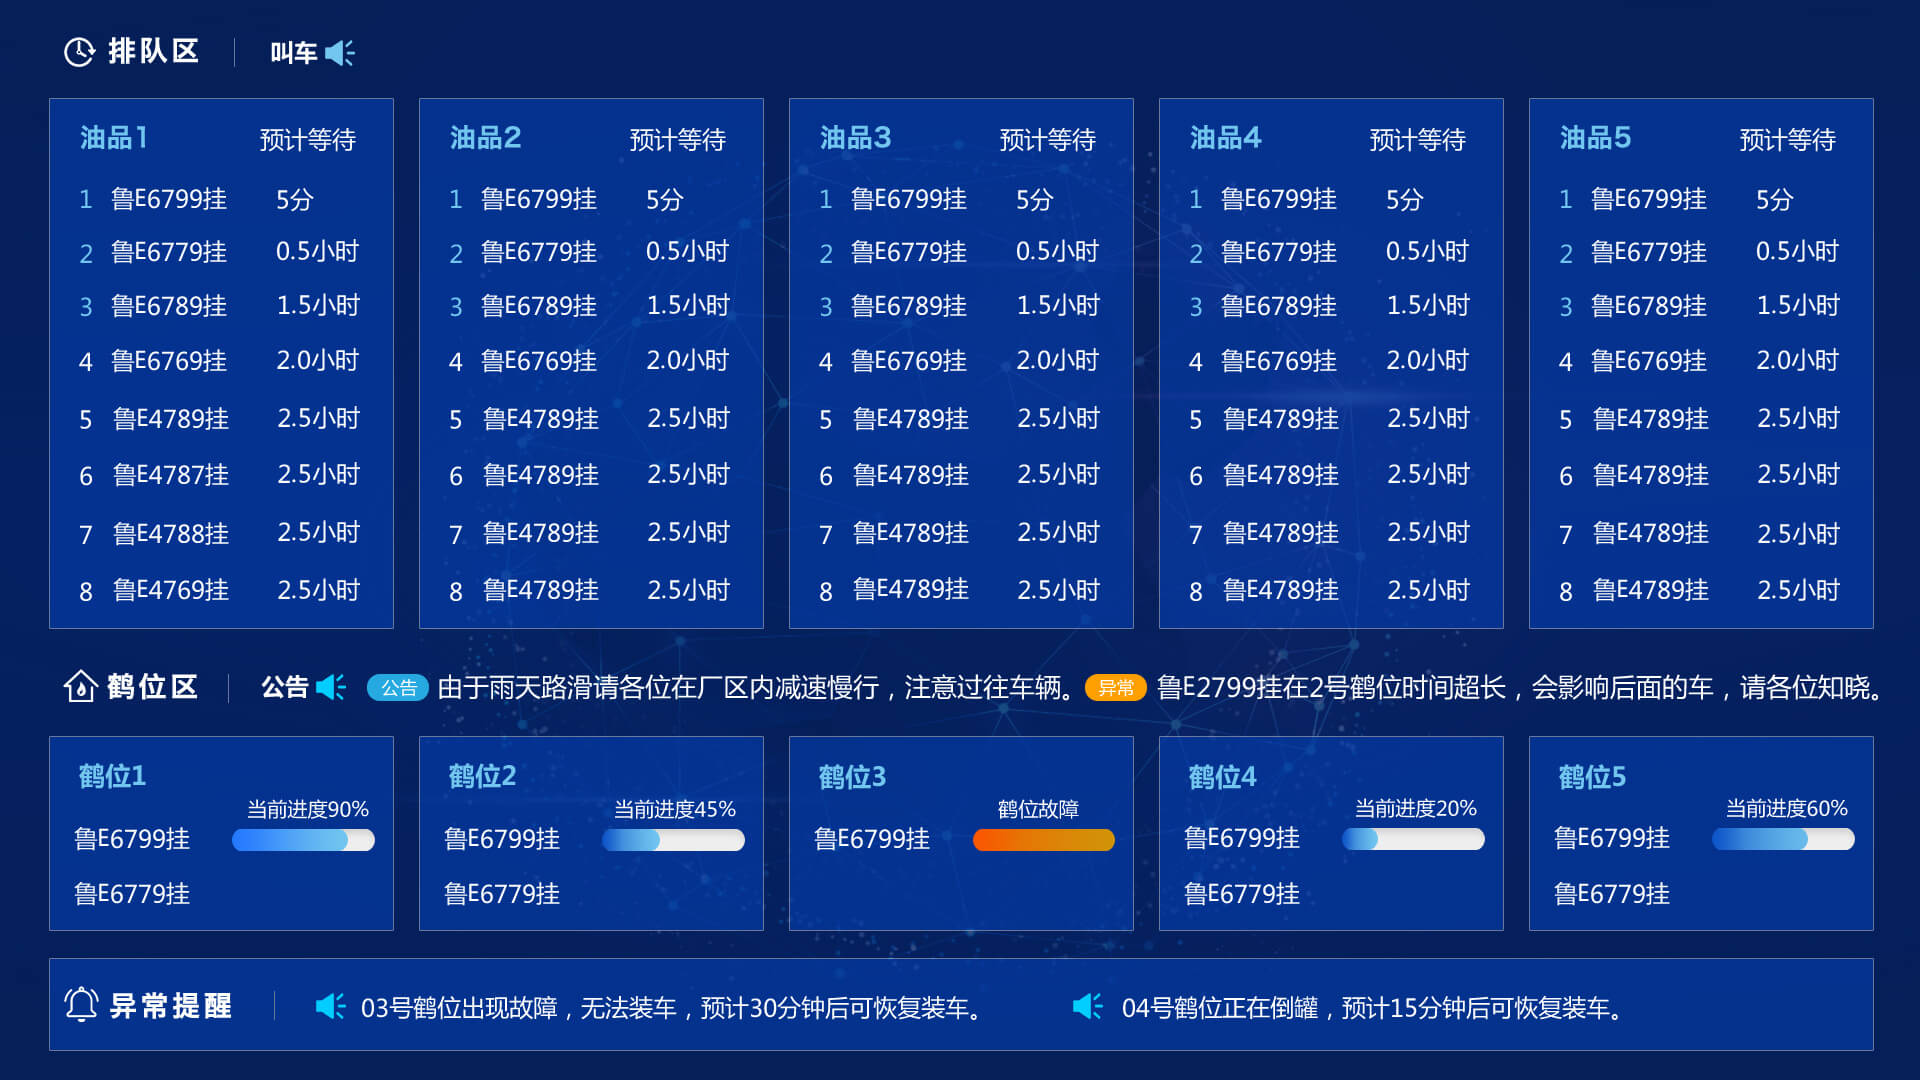 排队区 叫车
油品1 预计等待
1 鲁E6799挂 5分
2 鲁E6779挂 0.5小时
3 鲁E6789挂 1.5小时
4 鲁E6769挂 2.0小时
5 鲁E4789挂 2.5小时
6 鲁E4787挂 2.5小时
7 鲁E4788挂 2.5小时
8 鲁E4769挂 2.5小时
油品2 预计等待
1 鲁E6799挂 5分
2 鲁E6779挂 0.5小时
3 鲁E6789挂 1.5小时
4 鲁E6769挂 2.0小时
5 鲁E4789挂 2.5小时
6 鲁E4789挂 2.5小时
7 鲁E4789挂 2.5小时
8 鲁E4789挂 2.5小时
油品3 预计等待
1 鲁E6799挂 5分
2 鲁E6779挂 0.5小时
3 鲁E6789挂 1.5小时
4 鲁E6769挂 2.0小时
5 鲁E4789挂 2.5小时
6 鲁E4789挂 2.5小时
7 鲁E4789挂 2.5小时
8 鲁E4789挂 2.5小时
油品4 预计等待
1 鲁E6799挂 5分
2 鲁E6779挂 0.5小时
3 鲁E6789挂 1.5小时
4 鲁E6769挂 2.0小时
5 鲁E4789挂 2.5小时
6 鲁E4789挂 2.5小时
7 鲁E4789挂 2.5小时
8 鲁E4789挂 2.5小时
油品5 预计等待
1 鲁E6799挂 5分
2 鲁E6779挂 0.5小时
3 鲁E6789挂 1.5小时
4 鲁E6769挂 2.0小时
5 鲁E4789挂 2.5小时
6 鲁E4789挂 2.5小时
7 鲁E4789挂 2.5小时
8 鲁E4789挂 2.5小时
鹤位区 公告 公告 由于雨天路滑请各位在厂区内减速慢行，注意过往车辆。 异常 鲁E2799挂在2号鹤位时间超长，会影响后面的车，请各位知晓。
鹤位1
当前进度90%
鲁E6799挂
鲁E6779挂
鹤位2
当前进度45%
鲁E6799挂
鲁E6779挂
鹤位3
鹤位故障
鲁E6799挂
鹤位4
当前进度20%
鲁E6799挂
鲁E6779挂
鹤位5
当前进度60%
鲁E6799挂
鲁E6779挂
异常提醒 03号鹤位出现故障，无法装车，预计30分钟后可恢复装车。 04号鹤位正在倒罐，预计15分钟后可恢复装车。